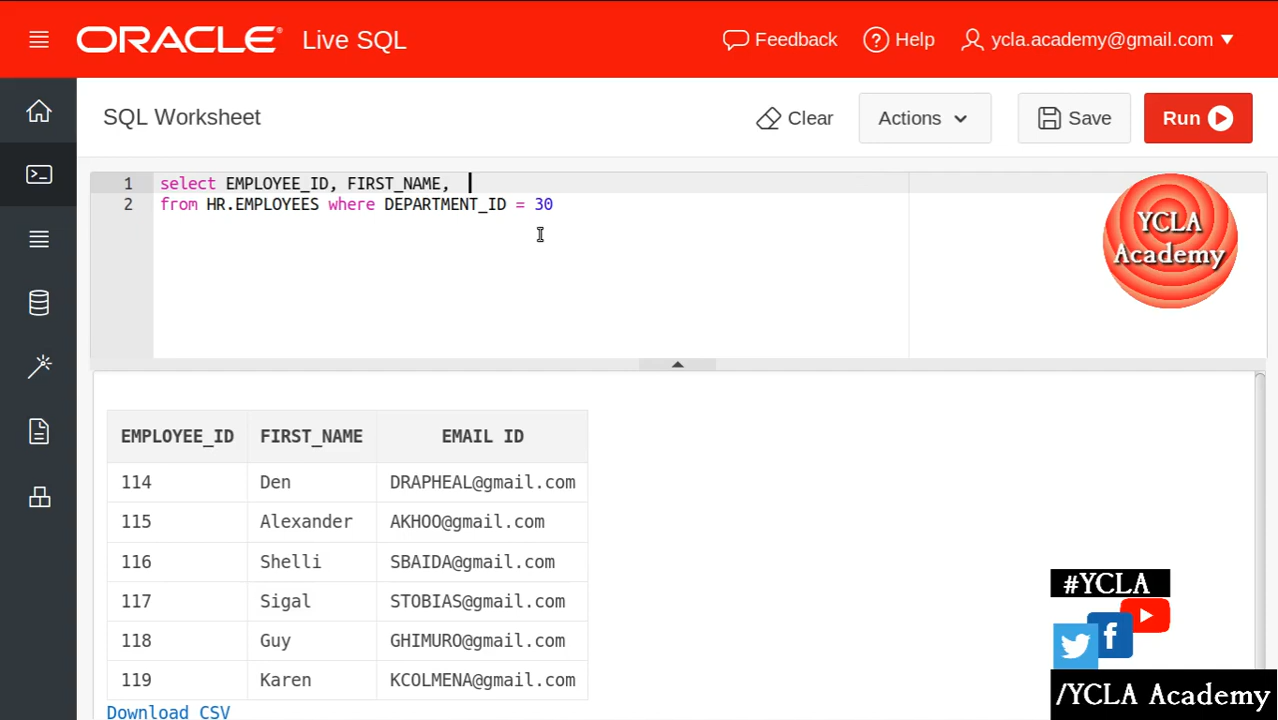 ORACLE Live SQL Feedback Help ycla.academy@gmail.com
SQL Worksheet Clear Actions Save Run
1 select EMPLOYEE_ID, FIRST_NAME,
2 from HR.EMPLOYEES where DEPARTMENT_ID = 30
YCLA
Academy
EMPLOYEE_ID FIRST_NAME EMAIL ID
114 Den DRAPHEAL@gmail.com
115 Alexander AKHOO@gmail.com
116 Shelli SBAIDA@gmail.com
117 Sigal STOBIAS@gmail.com
118 Guy GHIMURO@gmail.com
119 Karen KCOLMENA@gmail.com
Download CSV
#YCLA
/YCLA Academy